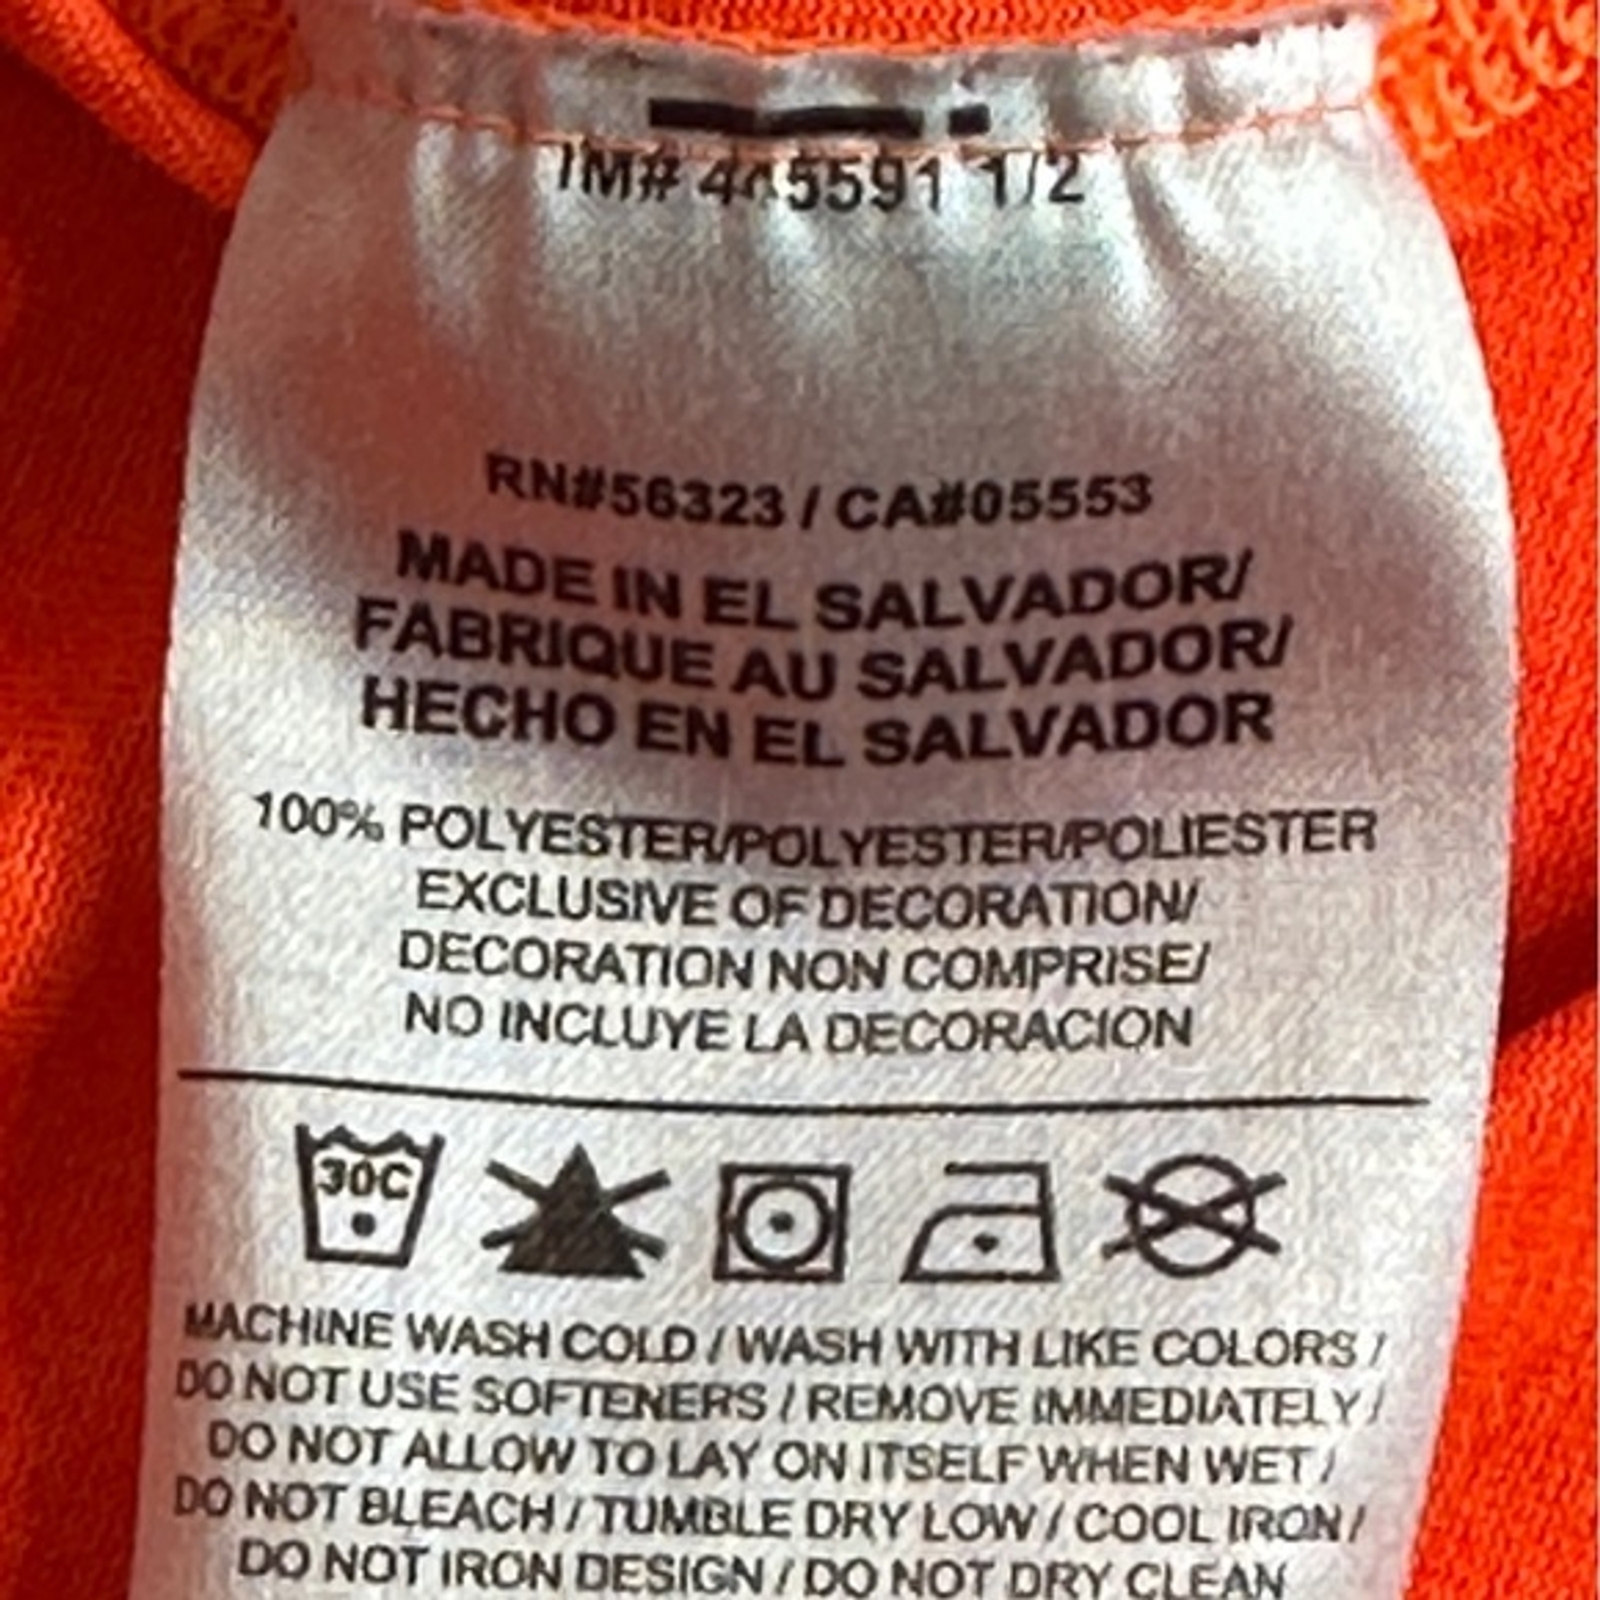 RN#56323 / CA#05553
MADE IN EL SALVADOR/
FABRIQUE AU SALVADOR/
HECHO EN EL SALVADOR
100% POLYESTER/POLYESTER/POLIESTER
EXCLUSIVE OF DECORATION/
DECORATION NON COMPRISE/
NO INCLUYE LA DECORACION
30C
MACHINE WASH COLD / WASH WITH LIKE COLORS /
DO NOT USE SOFTENERS / REMOVE IMMEDIATELY /
DO NOT ALLOW TO LAY ON ITSELF WHEN WET /
DO NOT BLEACH / TUMBLE DRY LOW / COOL IRON /
DO NOT IRON DESIGN / DO NOT DRY CLEAN